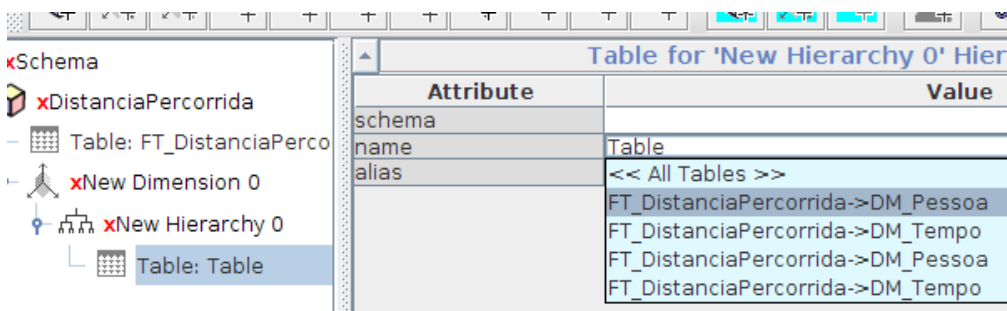 xSchema
xDistanciaPercorrida
Table: FT_DistanciaPerco
xNew Dimension 0
xNew Hierarchy 0
Table: Table
Table for 'New Hierarchy 0' Hier
Attribute Value
schema
name Table
alias << All Tables >>
FT_DistanciaPercorrida->DM_Pessoa
FT_DistanciaPercorrida->DM_Tempo
FT_DistanciaPercorrida->DM_Pessoa
FT_DistanciaPercorrida->DM_Tempo